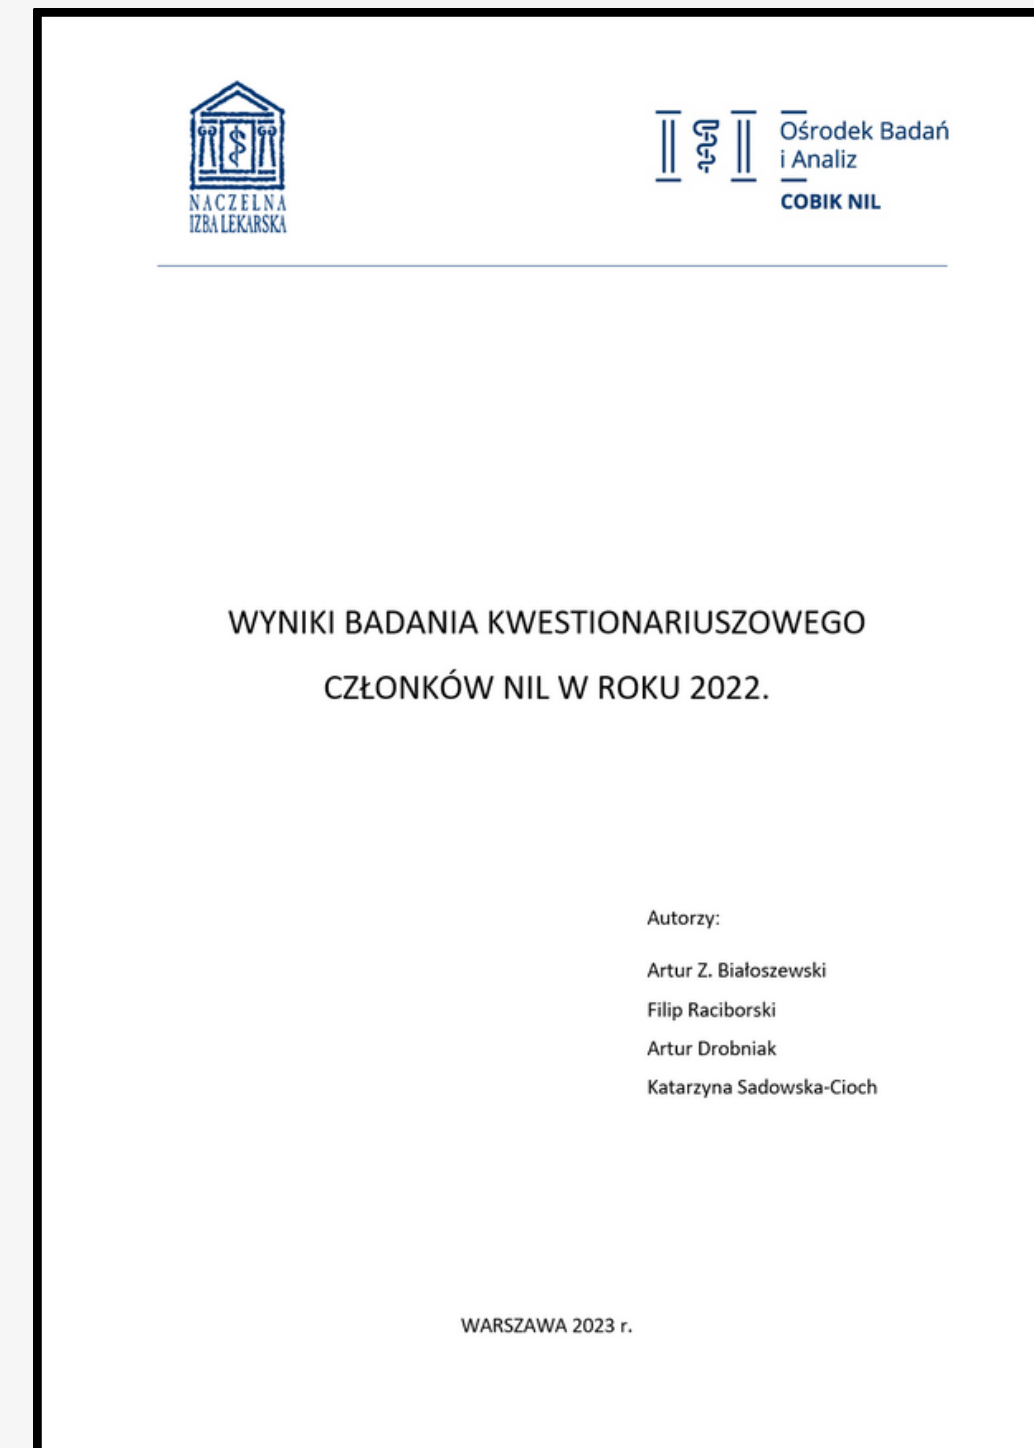 NACZELNA
IZBA LEKARSKA
Ośrodek Badań
i Analiz
COBIK NIL
WYNIKI BADANIA KWESTIONARIUSZOWEGO
CZŁONKÓW NIL W ROKU 2022.
Autorzy:
Artur Z. Białoszewski
Filip Raciborski
Artur Drobniak
Katarzyna Sadowska-Cioch
WARSZAWA 2023 r.